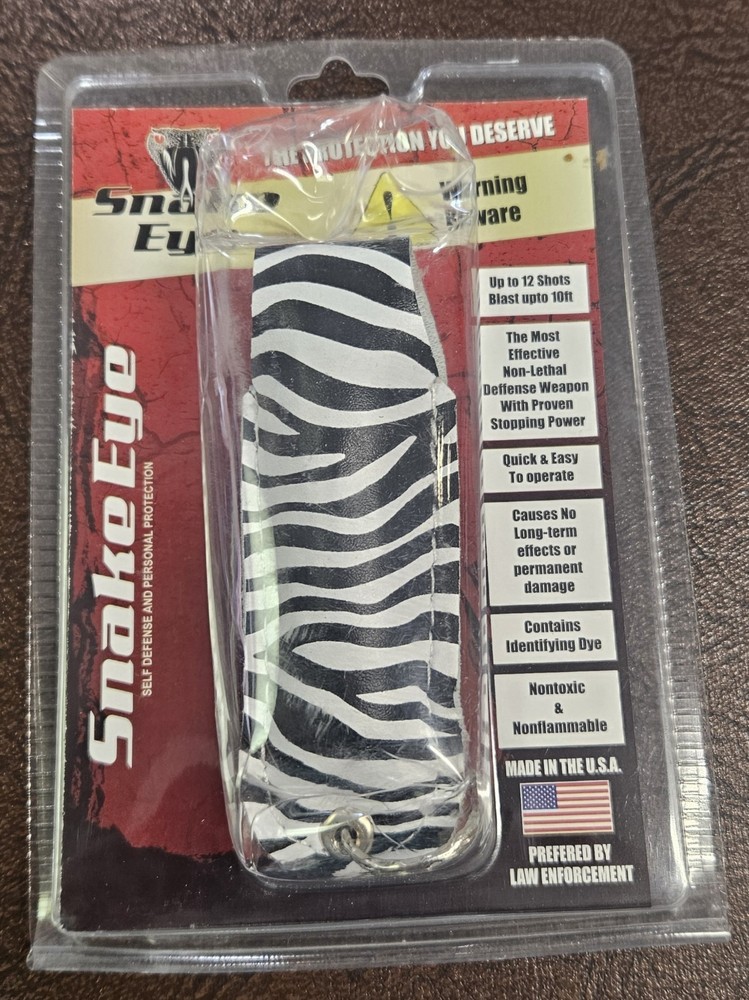 THE PROTECTION YOU DESERVE
Snake
Eye
Warning
Beware
Snake Eye
SELF DEFENSE AND PERSONAL PROTECTION
Up to 12 Shots
Blast upto 10ft
The Most
Effective
Non-Lethal
Deffense Weapon
With Proven
Stopping Power
Quick & Easy
To operate
Causes No
Long-term
effects or
permanent
damage
Contains
Identifying Dye
Nontoxic
&
Nonflammable
MADE IN THE U.S.A.
PREFERED BY
LAW ENFORCEMENT